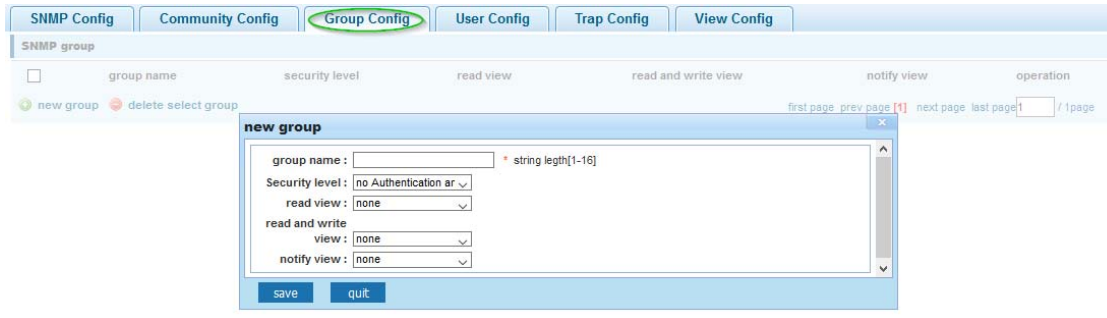 SNMP Config Community Config Group Config User Config Trap Config View Config
SNMP group
group name security level read view read and write view notify view operation
new group delete select group first page prev page [1] next page last page 1 / 1page
new group
group name : * string legth[1-16]
Security level : no Authentication ar
read view : none
read and write
view : none
notify view : none
save quit